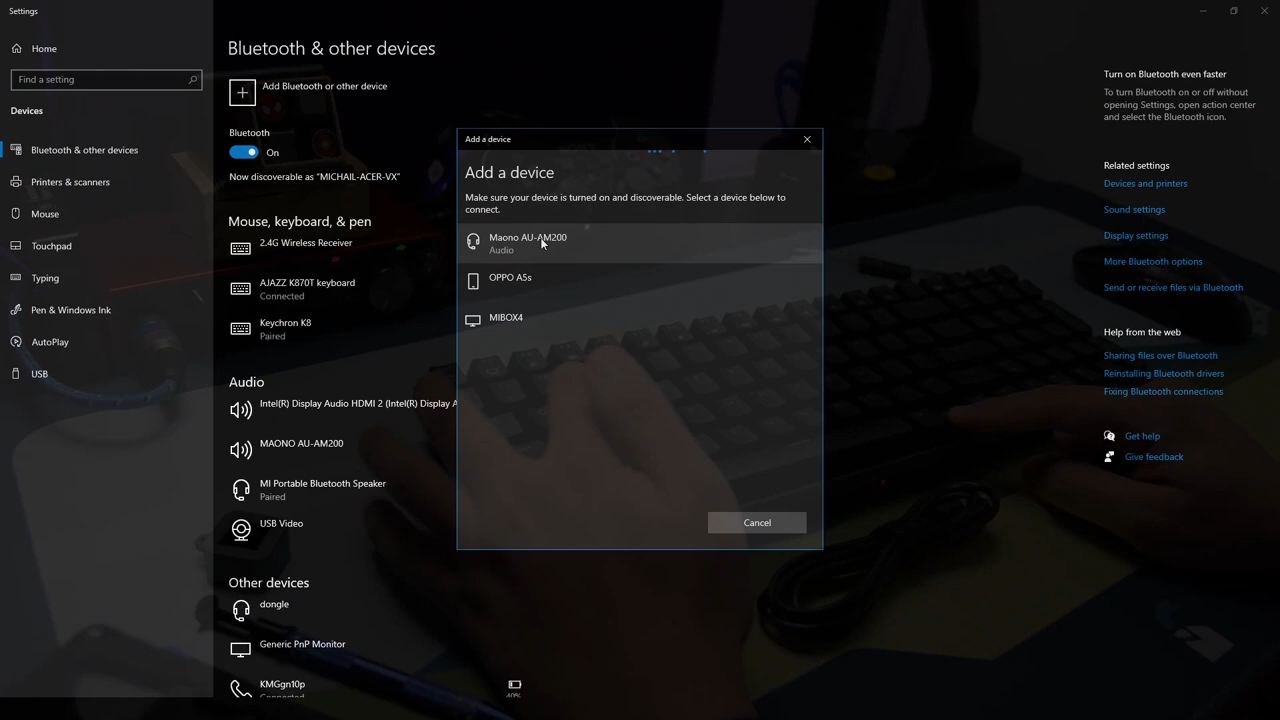 Settings
Home
Find a setting
Devices
Bluetooth & other devices
Printers & scanners
Mouse
Touchpad
Typing
Pen & Windows Ink
AutoPlay
USB
Bluetooth & other devices
Add Bluetooth or other device
Bluetooth
On
Now discoverable as "MICHAIL-ACER-VX"
Mouse, keyboard, & pen
2.4G Wireless Receiver
AJAZZ K870T keyboard
Connected
Keychron K8
Paired
Audio
Intel(R) Display Audio HDMI 2 (Intel(R) Display A
MAONO AU-AM200
MI Portable Bluetooth Speaker
Paired
USB Video
Other devices
dongle
Generic PnP Monitor
KMGgn10p
Connected
40%
Add a device
Add a device
Make sure your device is turned on and discoverable. Select a device below to
connect.
Maono AU-AM200
Audio
OPPO A5s
MIBOX4
Cancel
Turn on Bluetooth even faster
To turn Bluetooth on or off without
opening Settings, open action center
and select the Bluetooth icon.
Related settings
Devices and printers
Sound settings
Display settings
More Bluetooth options
Send or receive files via Bluetooth
Help from the web
Sharing files over Bluetooth
Reinstalling Bluetooth drivers
Fixing Bluetooth connections
Get help
Give feedback